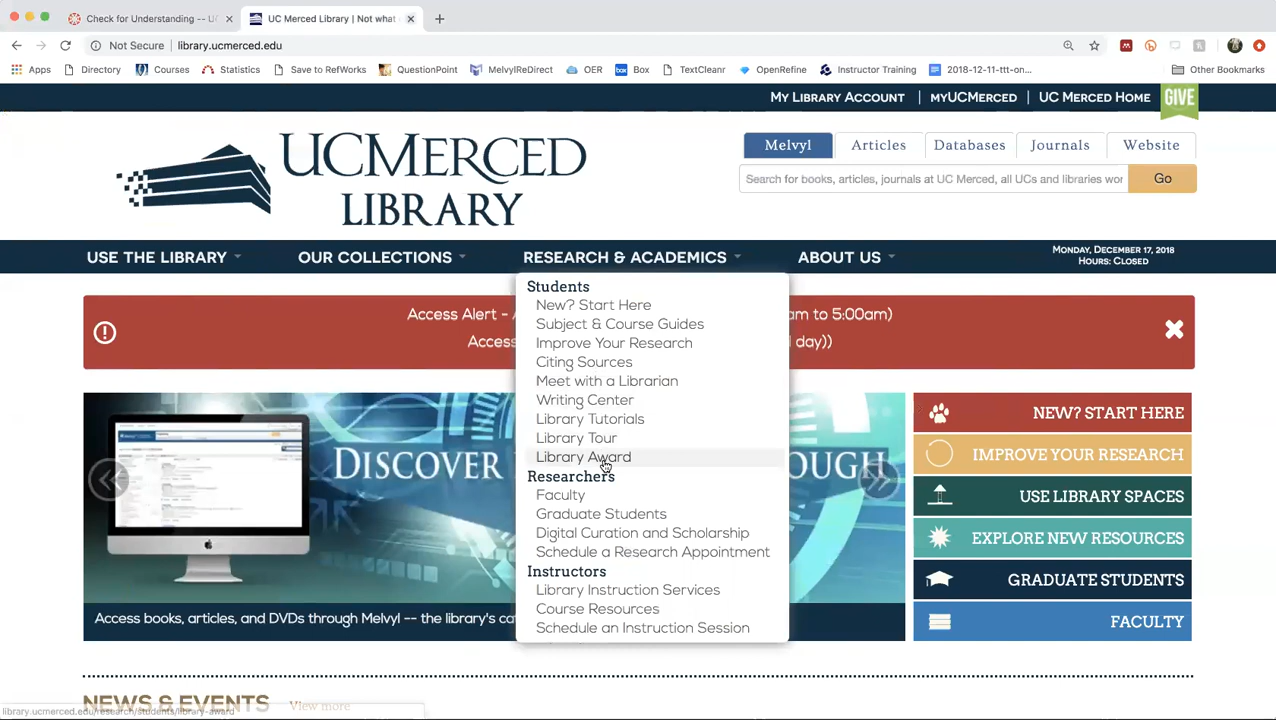 Check for Understanding -- U
UC Merced Library | Not what
Not Secure | library.ucmerced.edu
Apps Directory Courses Statistics Save to RefWorks QuestionPoint MelvylReDirect OER Box TextCleanr OpenRefine Instructor Training 2018-12-11-ttt-on... Other Bookmarks
MY LIBRARY ACCOUNT | MYUCMERCED | UC MERCED HOME GIVE
UCMERCED
LIBRARY
Melvyl Articles Databases Journals Website
Search for books, articles, journals at UC Merced, all UCs and libraries wor Go
USE THE LIBRARY OUR COLLECTIONS RESEARCH & ACADEMICS ABOUT US
MONDAY, DECEMBER 17, 2018
HOURS: CLOSED
Students
New? Start Here
Subject & Course Guides
Improve Your Research
Citing Sources
Meet with a Librarian
Writing Center
Library Tutorials
Library Tour
Library Award
Researchers
Faculty
Graduate Students
Digital Curation and Scholarship
Schedule a Research Appointment
Instructors
Library Instruction Services
Course Resources
Schedule an Instruction Session
Access Alert - am to 5:00am)
Access day))
DISCOVER OUGH
Access books, articles, and DVDs through Melvyl -- the library's
NEW? START HERE
IMPROVE YOUR RESEARCH
USE LIBRARY SPACES
EXPLORE NEW RESOURCES
GRADUATE STUDENTS
FACULTY
NEWS & EVENTS View more
library.ucmerced.edu/research/students/library-award